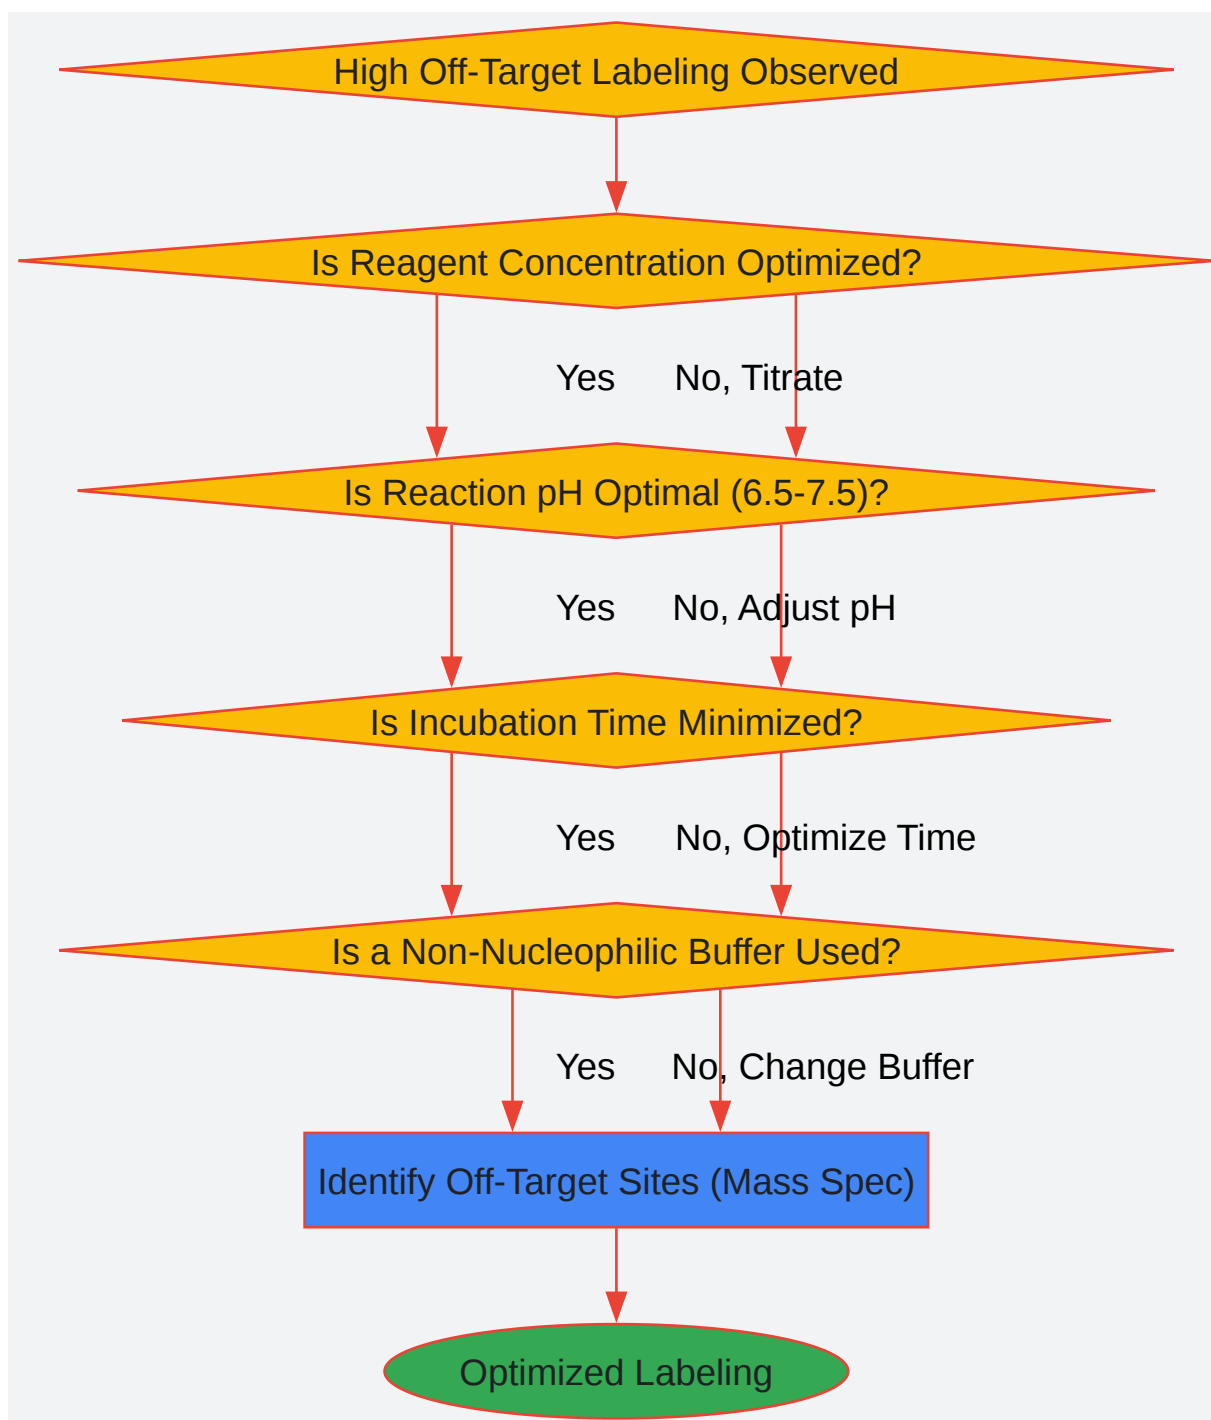 High Off-Target Labeling Observed
Is Reagent Concentration Optimized?
Yes
No, Titrate
Is Reaction pH Optimal (6.5-7.5)?
Yes
No, Adjust pH
Is Incubation Time Minimized?
Yes
No, Optimize Time
Is a Non-Nucleophilic Buffer Used?
Yes
No, Change Buffer
Identify Off-Target Sites (Mass Spec)
Optimized Labeling